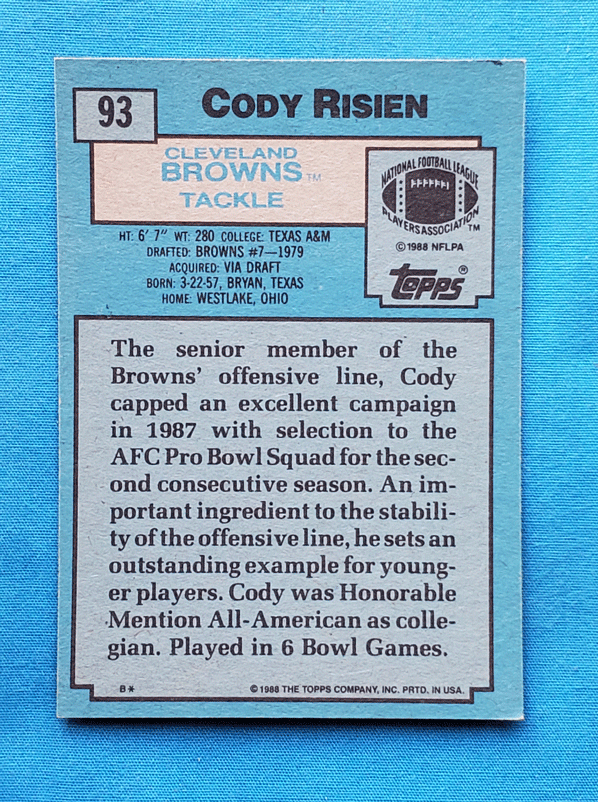 93
CODY RISIEN
CLEVELAND
BROWNS™
TACKLE
NATIONAL FOOTBALL LEAGUE
PLAYERS ASSOCIATION™
©1988 NFLPA
Topps®
HT: 6' 7" WT: 280 COLLEGE: TEXAS A&M
DRAFTED: BROWNS #7—1979
ACQUIRED: VIA DRAFT
BORN: 3-22-57, BRYAN, TEXAS
HOME: WESTLAKE, OHIO
The senior member of the
Browns' offensive line, Cody
capped an excellent campaign
in 1987 with selection to the
AFC Pro Bowl Squad for the sec-
ond consecutive season. An im-
portant ingredient to the stabili-
ty of the offensive line, he sets an
outstanding example for young-
er players. Cody was Honorable
Mention All-American as colle-
gian. Played in 6 Bowl Games.
B*
©1988 THE TOPPS COMPANY, INC. PRTD. IN USA.